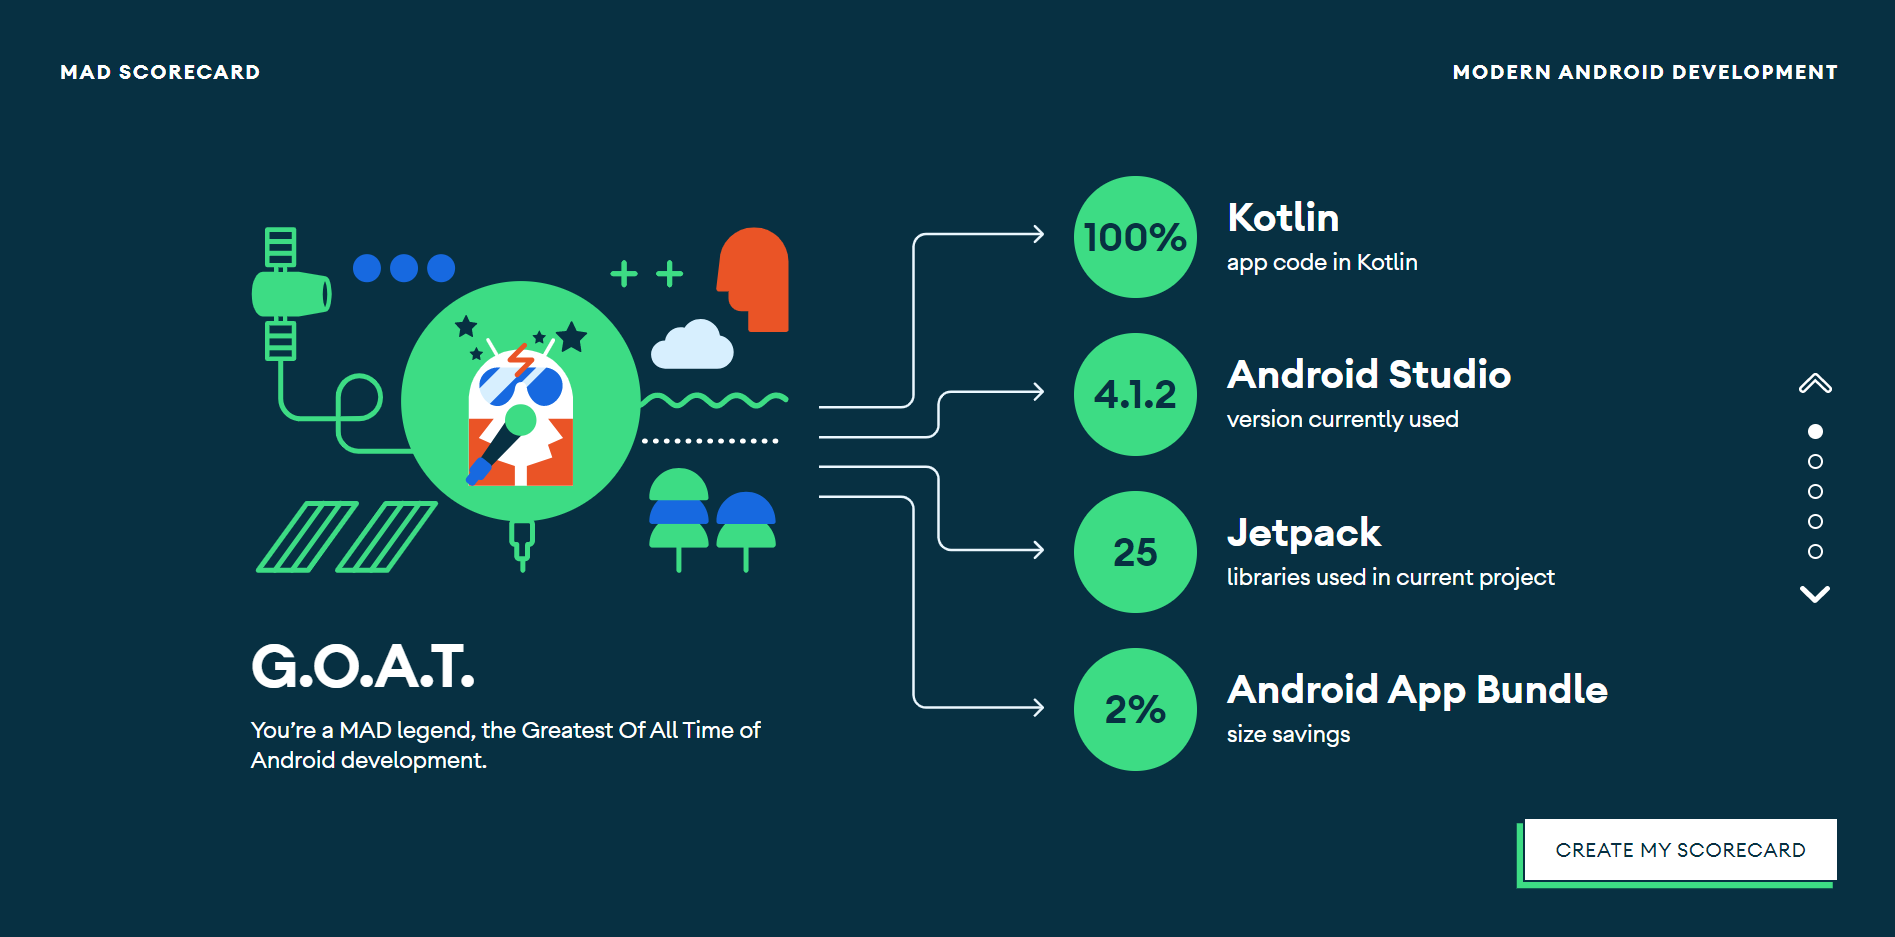 MAD SCORECARD
MODERN ANDROID DEVELOPMENT
100%
Kotlin
app code in Kotlin
4.1.2
Android Studio
version currently used
25
Jetpack
libraries used in current project
2%
Android App Bundle
size savings
G.O.A.T.
You’re a MAD legend, the Greatest Of All Time of
Android development.
CREATE MY SCORECARD